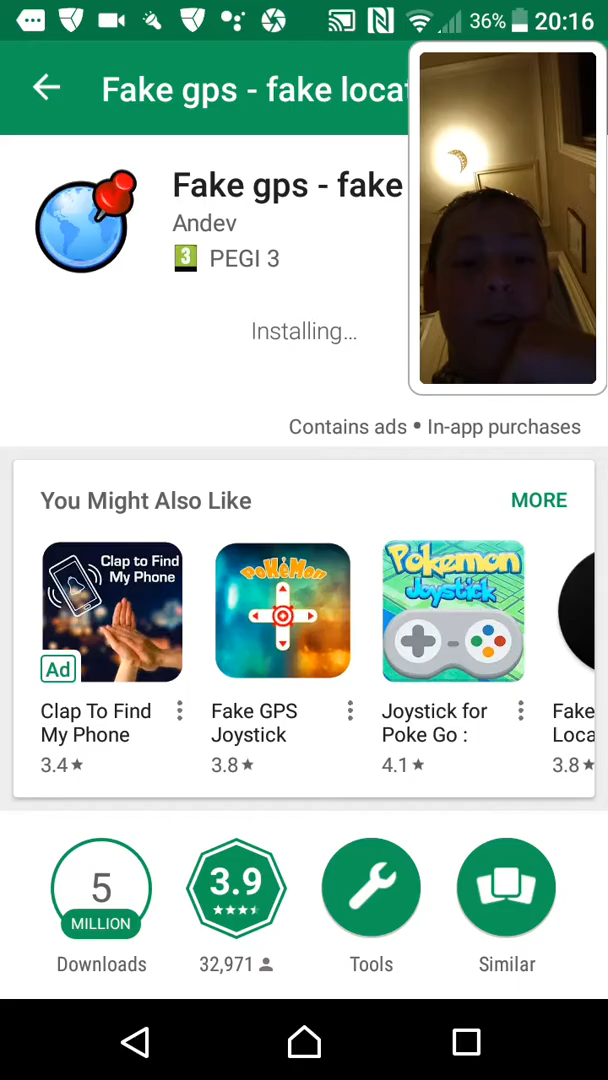 36% 20:16
Fake gps - fake locat
Fake gps - fake
Andev
3 PEGI 3
Installing...
Contains ads • In-app purchases
You Might Also Like
MORE
Clap to Find
My Phone
Ad
POKÉMON
Pokemon
Joystick
Clap To Find
My Phone
3.4★
Fake GPS
Joystick
3.8★
Joystick for
Poke Go :
4.1★
Fake
Loca
3.8★
5
MILLION
Downloads
3.9
32,971
Tools
Similar